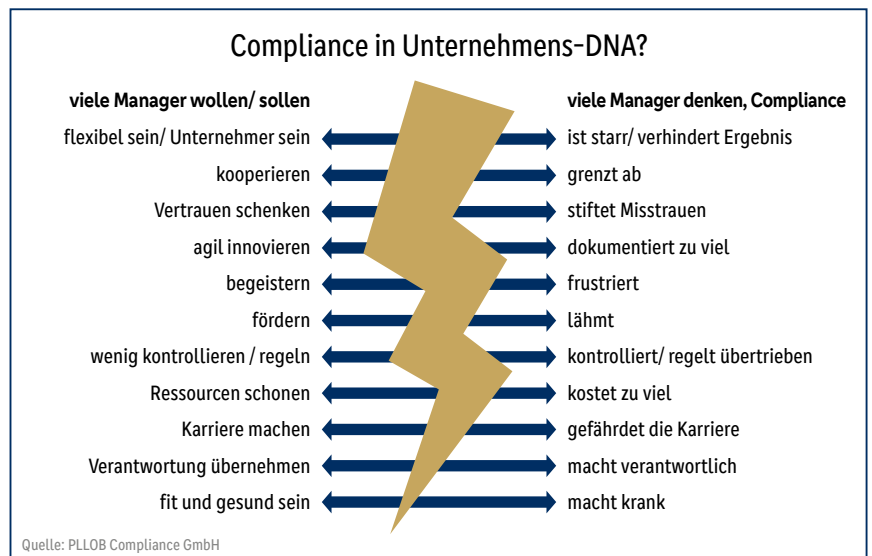 Compliance in Unternehmens-DNA?
viele Manager wollen/ sollen viele Manager denken, Compliance
flexibel sein/ Unternehmer sein ist starr/ verhindert Ergebnis
kooperieren grenzt ab
Vertrauen schenken stiftet Misstrauen
agil innovieren dokumentiert zu viel
begeistern frustriert
fördern lähmt
wenig kontrollieren / regeln kontrolliert/ regelt übertrieben
Ressourcen schonen kostet zu viel
Karriere machen gefährdet die Karriere
Verantwortung übernehmen macht verantwortlich
fit und gesund sein macht krank
Quelle: PLLOB Compliance GmbH